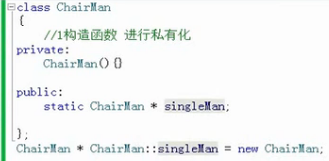 class ChairMan
{
//1构造函数 进行私有化
private:
ChairMan(){}
public:
static ChairMan * singleMan;
};
ChairMan * ChairMan::singleMan = new ChairMan;